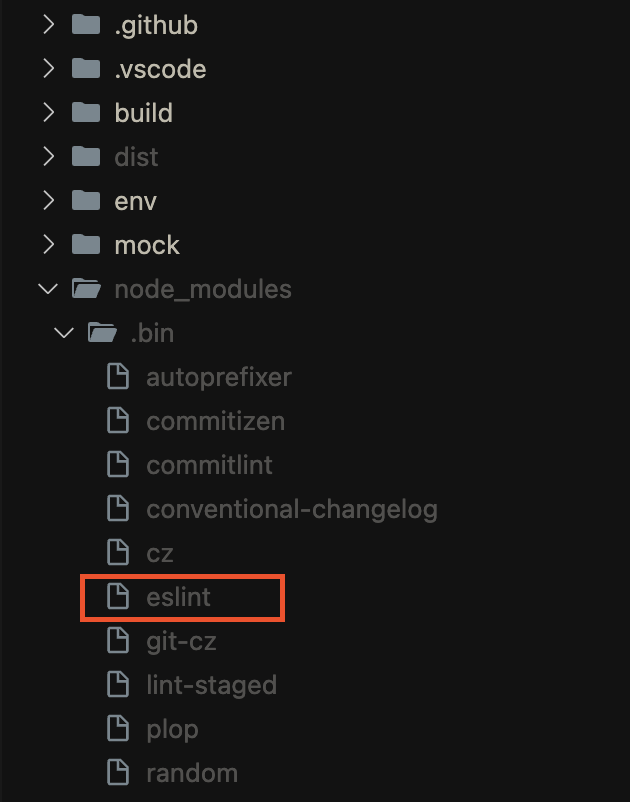 .github
.vscode
build
dist
env
mock
node_modules
.bin
autoprefixer
commitizen
commitlint
conventional-changelog
cz
eslint
git-cz
lint-staged
plop
random